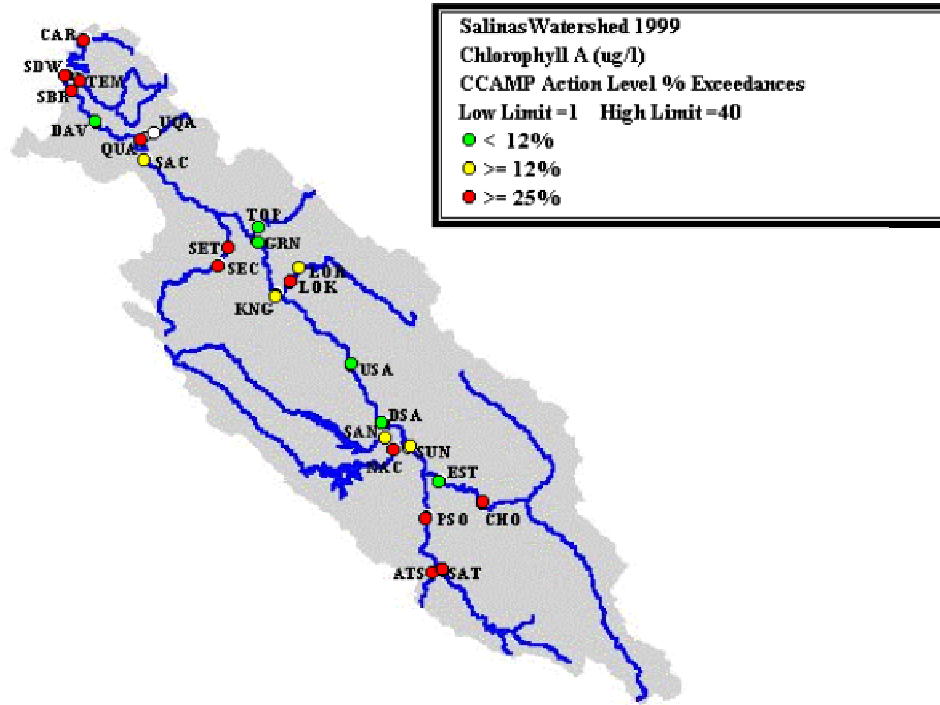 Salinas Watershed 1999
Chlorophyll A (ug/l)
CCAMP Action Level % Exceedances
Low Limit =1 High Limit =40
< 12%
>= 12%
>= 25%
CAR
SDW
TEM
SBR
DAV
UQA
QUA
SAC
TOP
GRN
SET
SEC
LOR
LOK
KNG
USA
DSA
SAN
SUN
NAC
EST
PSO
CHO
ATS
SAT